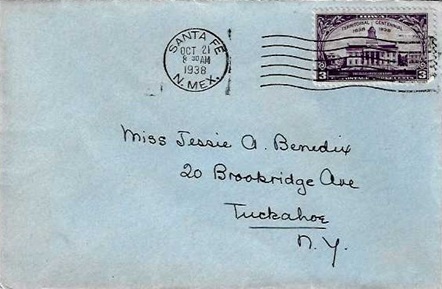 SANTA FE
OCT 21
8 30 AM
1938
N. MEX.
IOWA
TERRITORIAL CENTENNIAL
1838 1938
3 3
Miss Jessie A. Benedix
20 Brookridge Ave
Tuckahoe
N.Y.